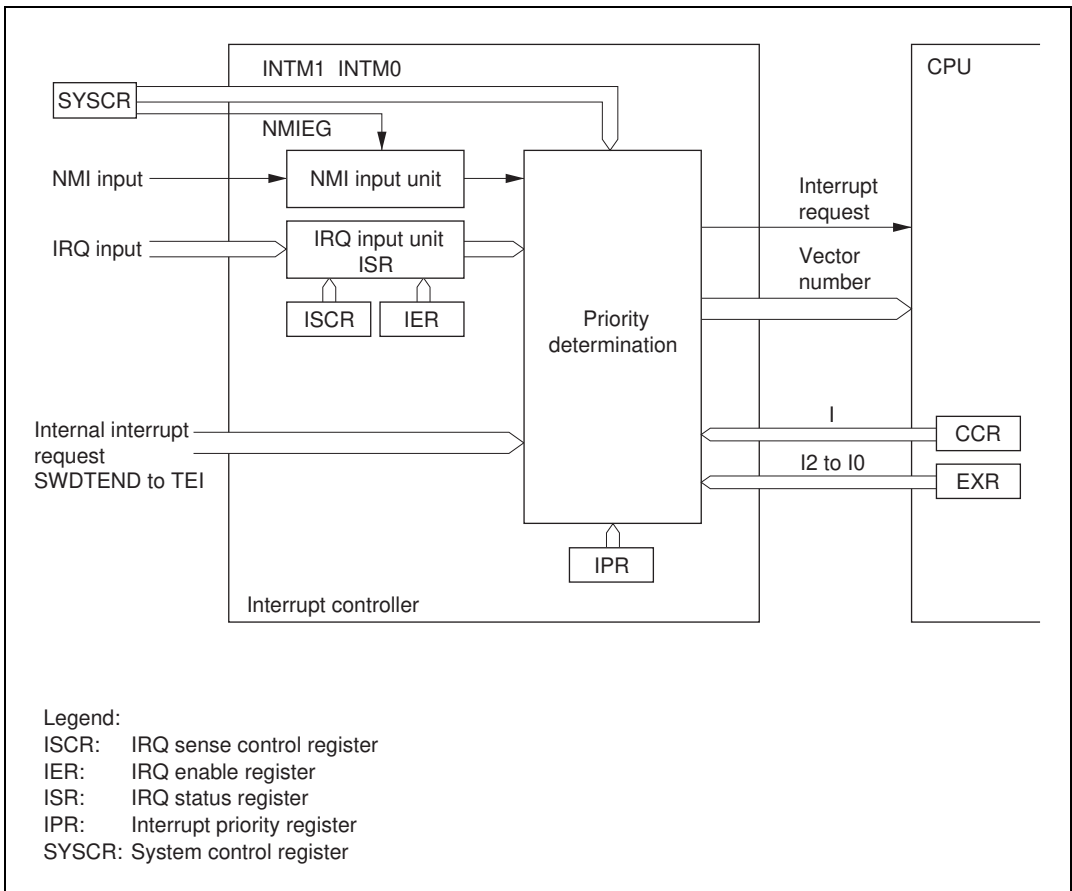 INTM1 INTM0
CPU
SYSCR
NMIEG
NMI input
NMI input unit
Interrupt
request
IRQ input
IRQ input unit
ISR
Vector
number
ISCR
IER
Priority
determination
Internal interrupt
request
SWDTEND to TEI
I
CCR
I2 to I0
EXR
IPR
Interrupt controller
Legend:
ISCR: IRQ sense control register
IER: IRQ enable register
ISR: IRQ status register
IPR: Interrupt priority register
SYSCR: System control register